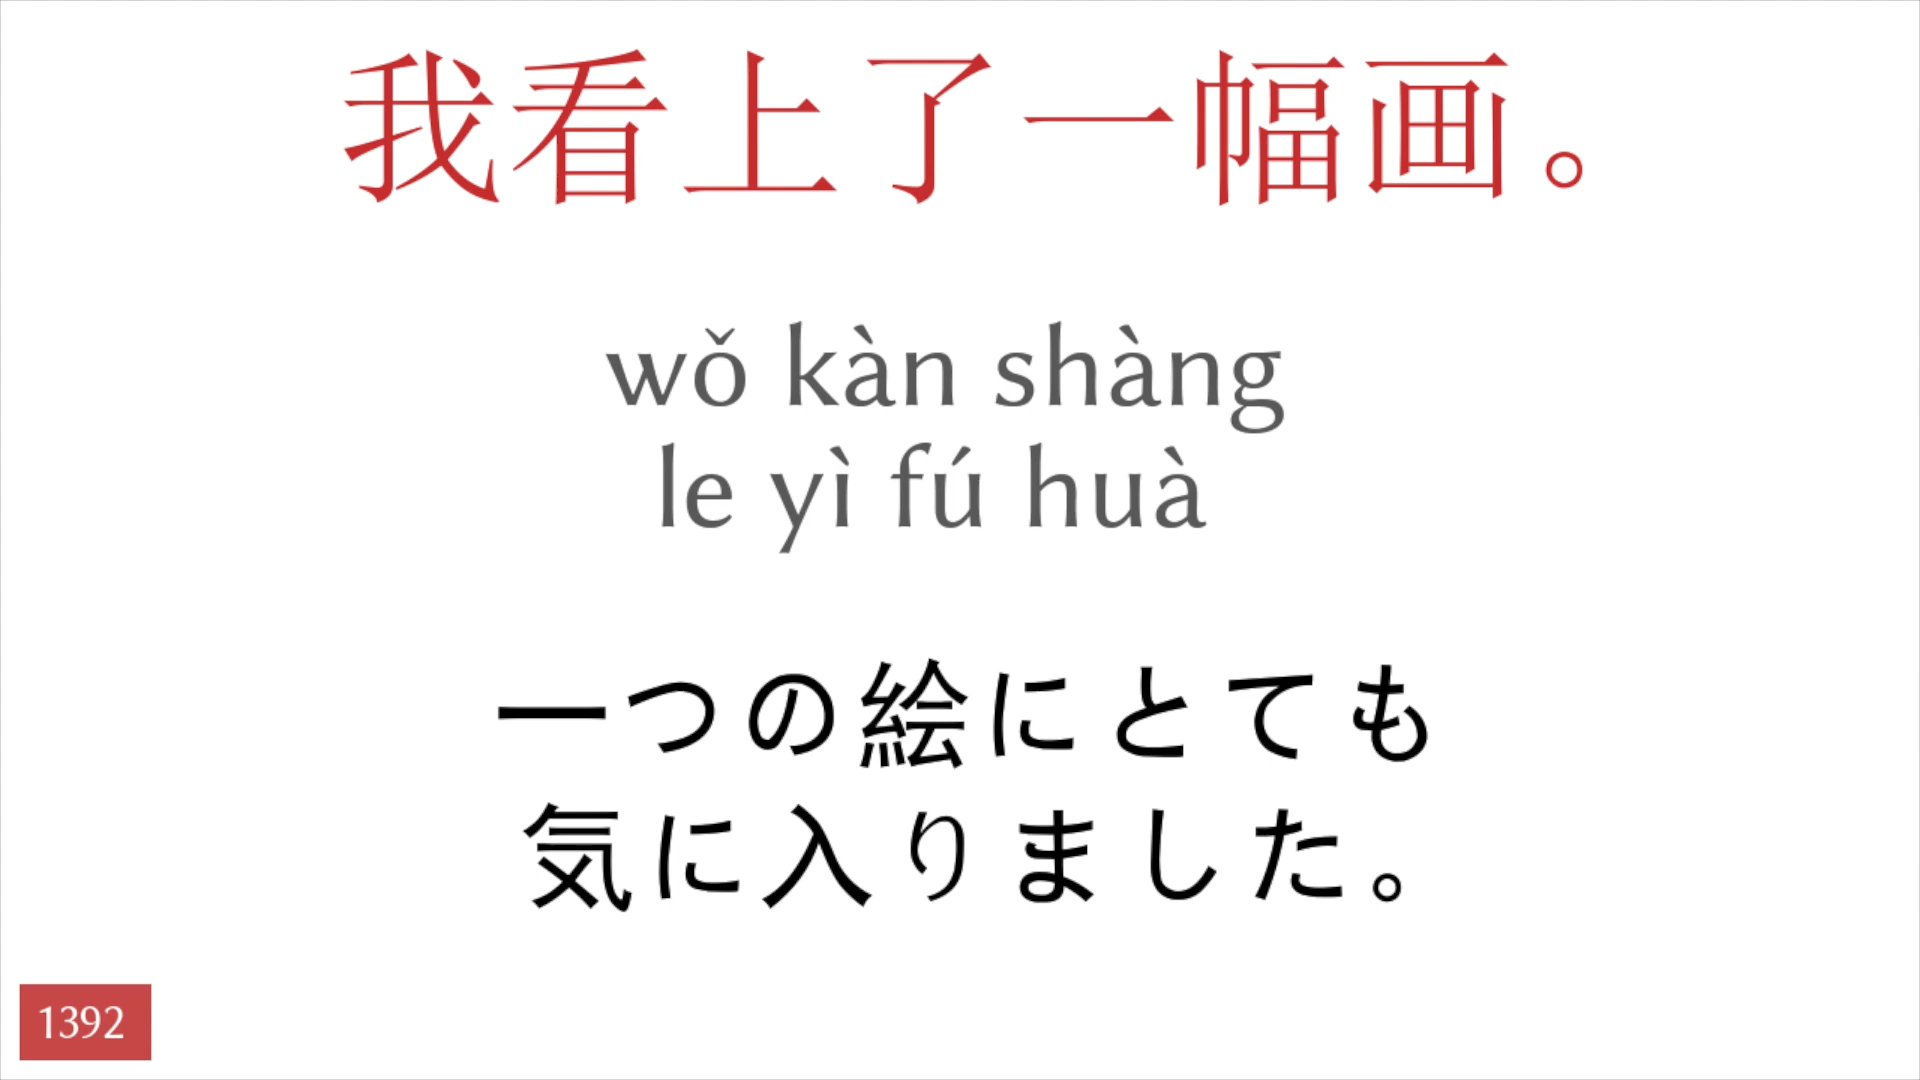 我看上了一幅画。
wǒ kàn shàng
le yì fú huà
一つの絵にとても
気に入りました。
1392